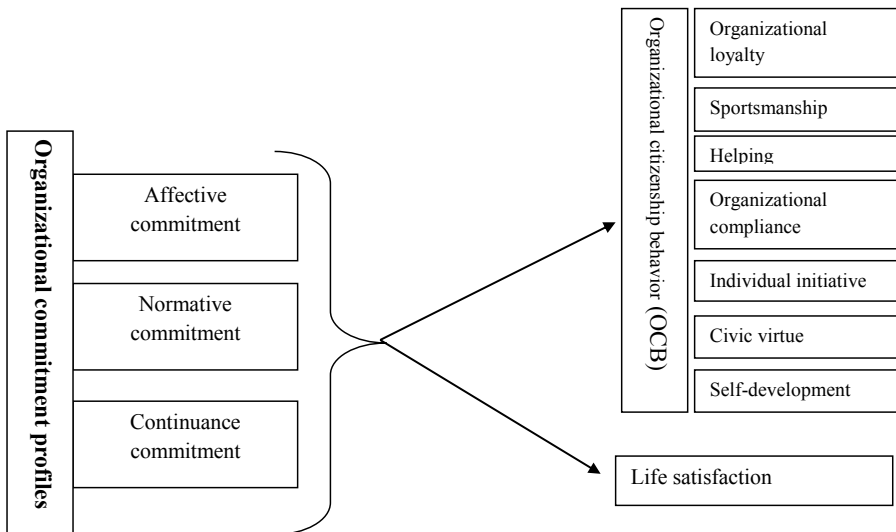 Organizational commitment profiles
Affective
commitment
Normative
commitment
Continuance
commitment
Organizational citizenship behavior (OCB)
Organizational
loyalty
Sportsmanship
Helping
Organizational
compliance
Individual initiative
Civic virtue
Self-development
Life satisfaction